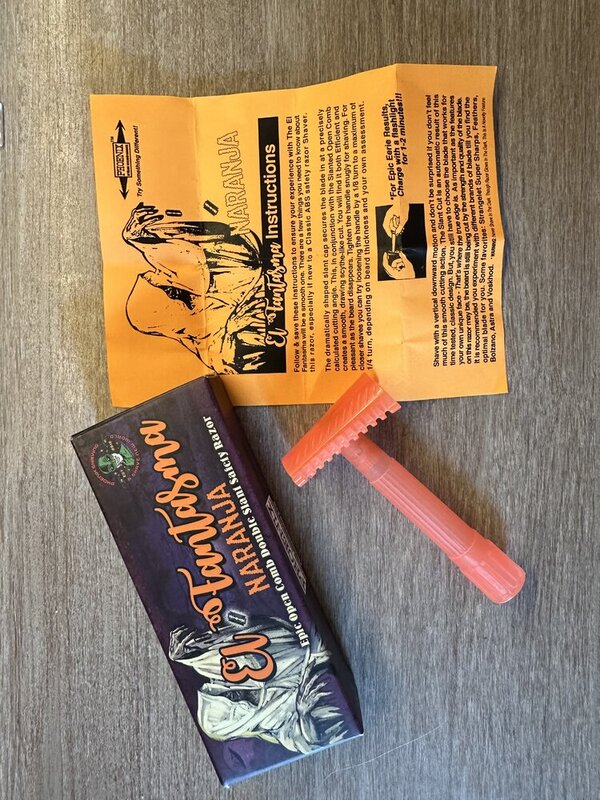 PHOENIX
Try Something Different!
NARANJA
El Fantasma Instructions
Follow & save these instructions to ensure your experience with The El
Fantasma will be a smooth one. There are a few things you need to know about
this razor, especially if new to a Classic ABS safety razor Shaver.
The dramatically shaped slant cap secures the blade in at a precisely
calculated cutting angle. This, in conjunction with the Slanted Open Comb
creates a smooth, drawing scythe-like cut. You will find it both Efficient and
pleasant as the beard disappears. Tighten the handle snugly for shaving. For
closer shaves you can try loosening the handle by a 1/8 turn to a maximum of
1/4 turn, depending on beard thickness and your own assessment.
*For Epic Eerie Results,
Charge with a flashlight
for 1-2 minutes!!!
Shave with a vertical downward motion and don't be surprised if you don't feel
much of this smooth cutting action. The Slant Cut is an automatic result of this
time tested, classic design. But, you still have to choose the blade that works for
your own unique face - That's where the true edge is. As important as the features
on this razor may be, the beard is still being cut by the strength and quality of the blade.
It is recommended you experiment with different brands of blade till you find the
optimal blade for you. Some favorites: Strangelet Super Sharps, Feathers,
Bolzano, Astra and Voskhod.
El Fantasma
NARANJA
Epic Open Comb Double Slant Safety Razor